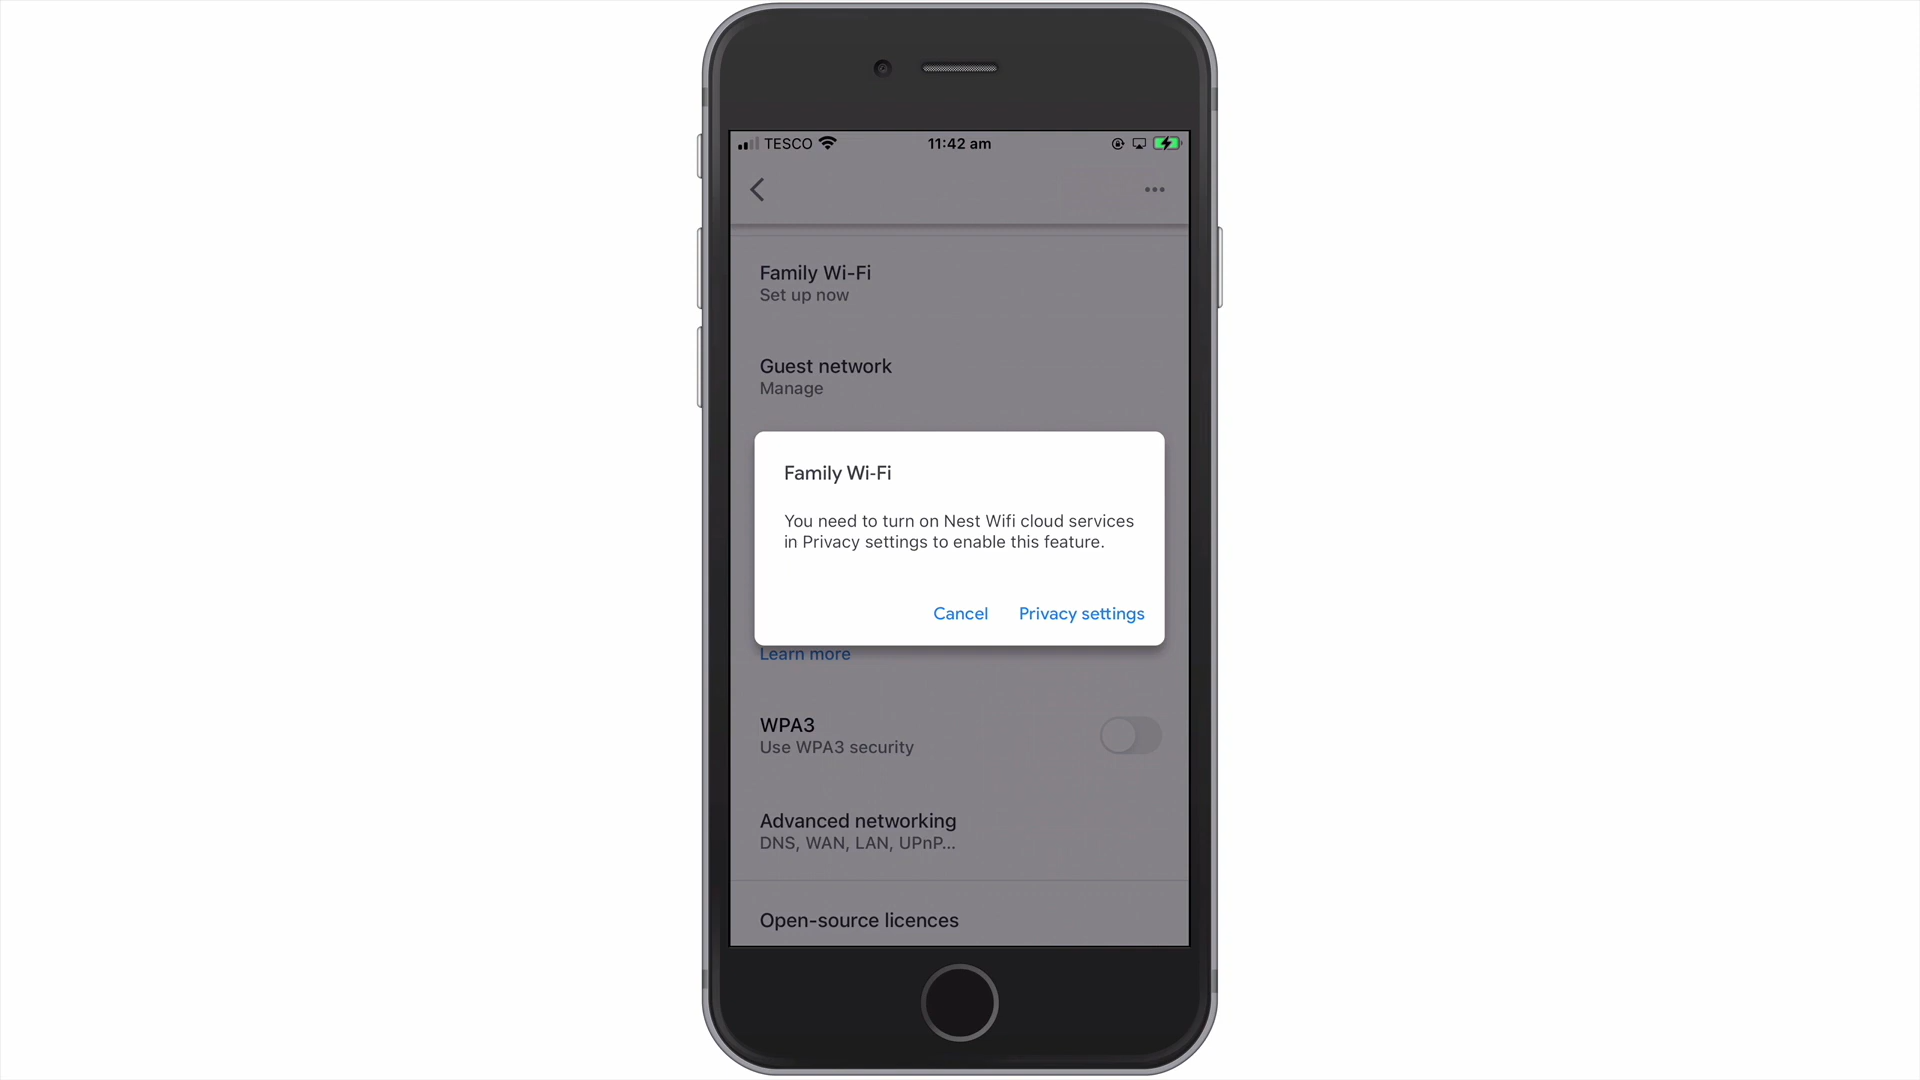 TESCO 11:42 am
Family Wi-Fi
Set up now
Guest network
Manage
Family Wi-Fi
You need to turn on Nest Wifi cloud services
in Privacy settings to enable this feature.
Cancel Privacy settings
Learn more
WPA3
Use WPA3 security
Advanced networking
DNS, WAN, LAN, UPnP...
Open-source licences